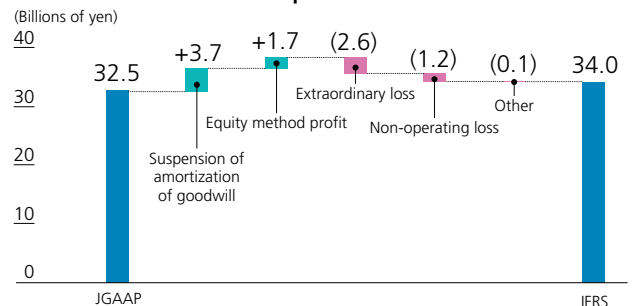 (Billions of yen)
40
30
20
10
0
32.5
+3.7
+1.7
(2.6)
(1.2)
(0.1)
34.0
Suspension of
amortization
of goodwill
Equity method profit
Extraordinary loss
Non-operating loss
Other
JGAAP
IFRS